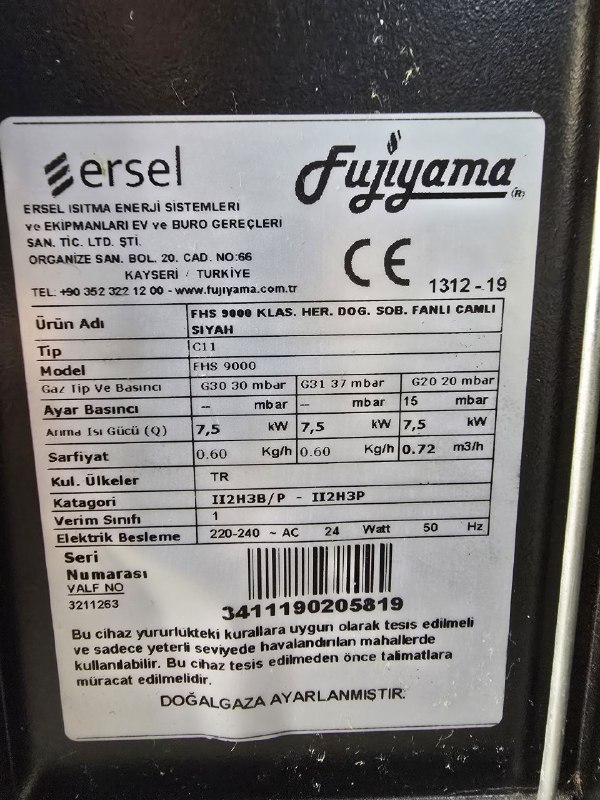 ersel
Fujiyama
(R)
ERSEL ISITMA ENERJİ SİSTEMLERİ
ve EKİPMANLARI EV ve BURO GEREÇLERİ
SAN. TİC. LTD. ŞTİ.
ORGANIZE SAN. BOL. 20. CAD. NO:66
KAYSERİ / TURKİYE
TEL: +90 352 322 12 00 - www.fujiyama.com.tr
CE
1312 - 19
Ürün Adı FHS 9000 KLAS. HER. DOG. SOB. FANLI CAMLI
SIYAH
Tip C11
Model FHS 9000
Gaz Tip Ve Basıncı G30 30 mbar G31 37 mbar G20 20 mbar
Ayar Basıncı -- mbar -- mbar 15 mbar
Anma Isı Gücü (Q) 7,5 kW 7,5 kW 7,5 kW
Sarfiyat 0.60 Kg/h 0.60 Kg/h 0.72 m3/h
Kul. Ülkeler TR
Katagori II2H3B/P - II2H3P
Verim Sınıfı 1
Elektrik Besleme 220-240 ~ AC 24 Watt 50 Hz
Seri
Numarası
VALF NO
3211263
3411190205819
Bu cihaz yururlukteki kurallara uygun olarak tesis edilmeli
ve sadece yeterli seviyede havalandırılan mahallerde
kullanılabilir. Bu cihaz tesis edilmeden önce talimatlara
müracat edilmelidir.
DOĞALGAZA AYARLANMIŞTIR.